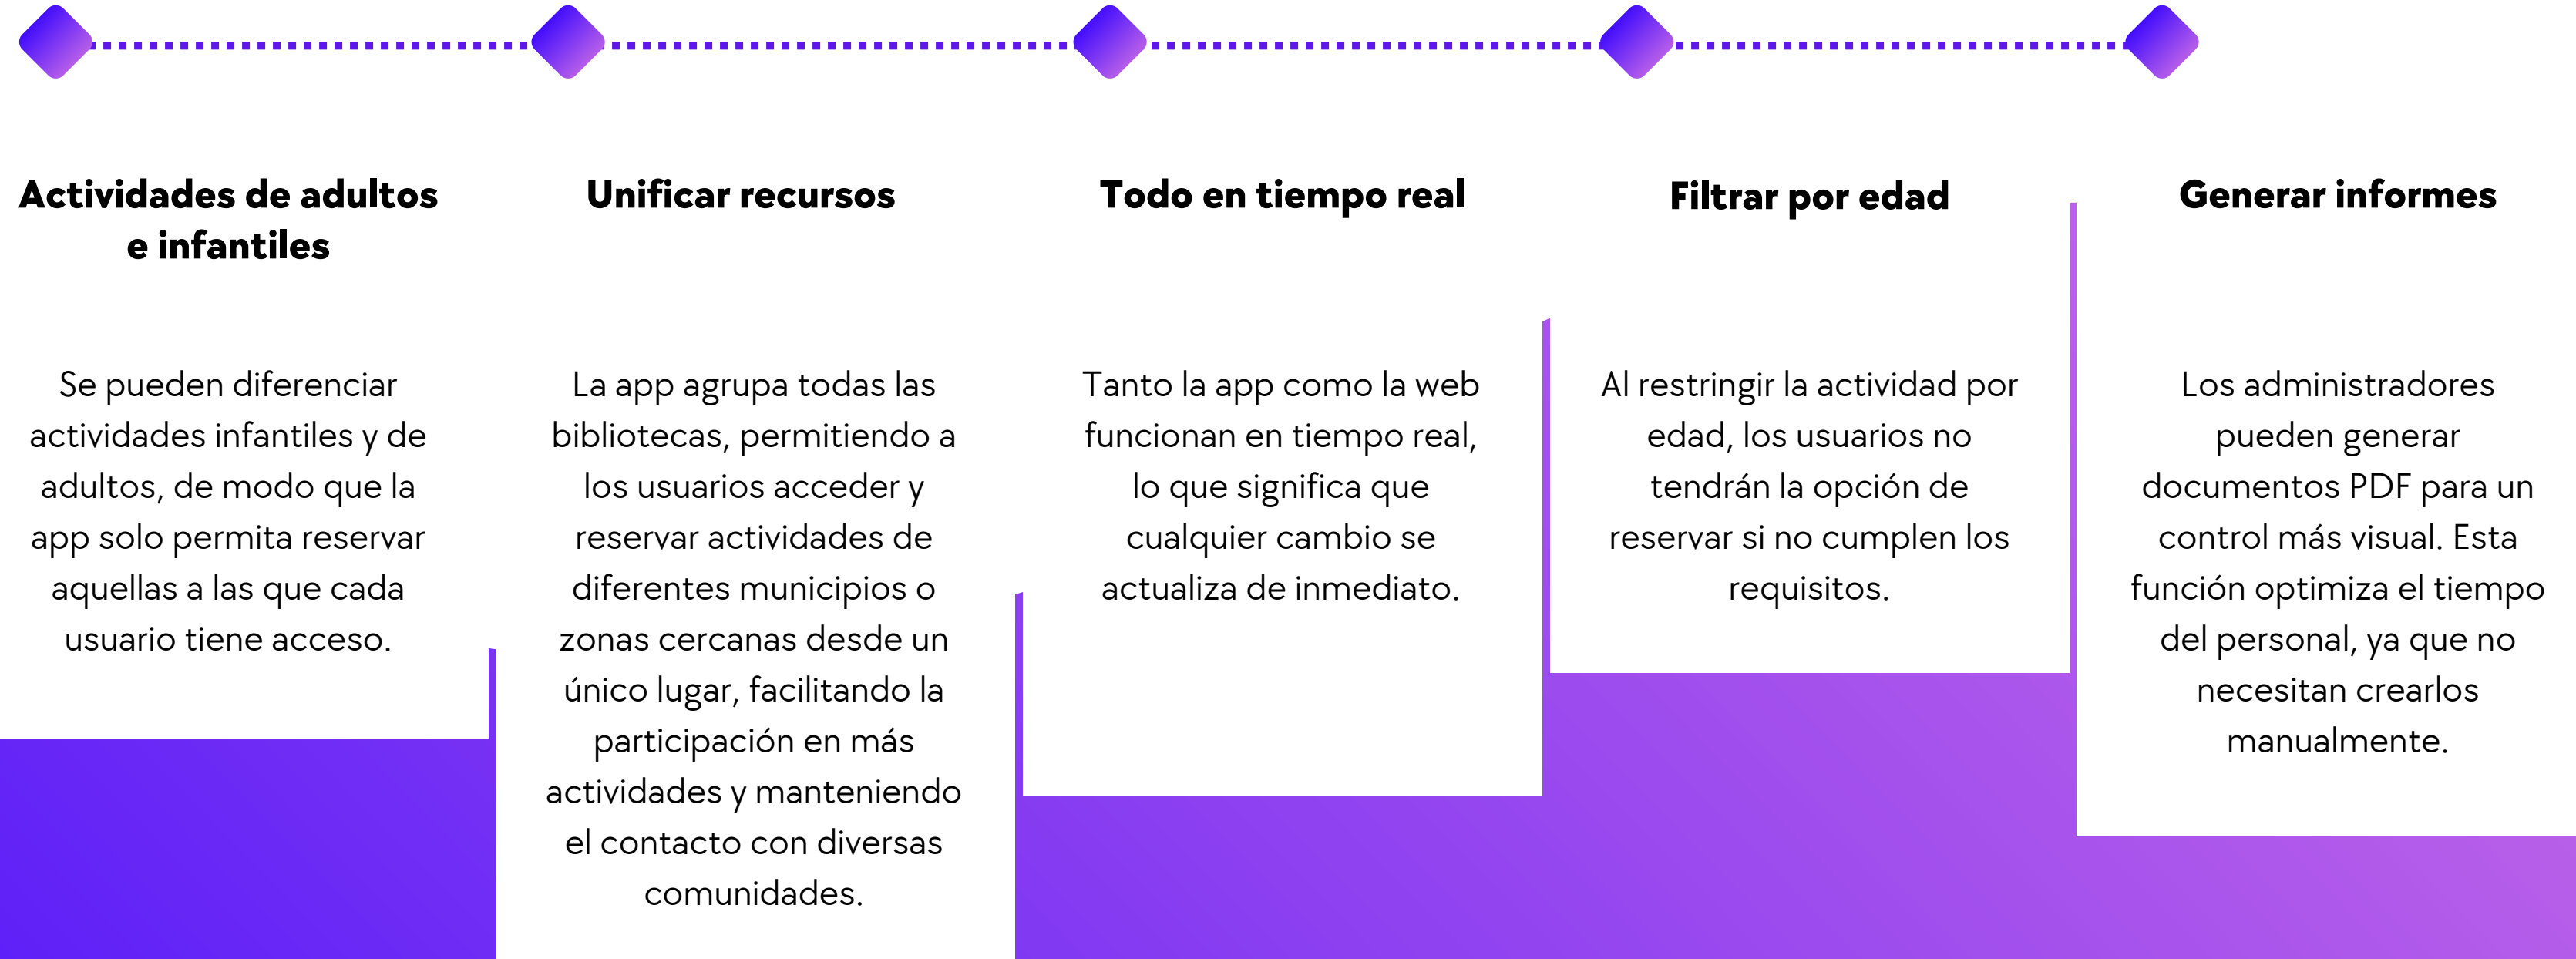 Actividades de adultos
e infantiles
Se pueden diferenciar
actividades infantiles y de
adultos, de modo que la
app solo permita reservar
aquellas a las que cada
usuario tiene acceso.
Unificar recursos
La app agrupa todas las
bibliotecas, permitiendo a
los usuarios acceder y
reservar actividades de
diferentes municipios o
zonas cercanas desde un
único lugar, facilitando la
participación en más
actividades y manteniendo
el contacto con diversas
comunidades.
Todo en tiempo real
Tanto la app como la web
funcionan en tiempo real,
lo que significa que
cualquier cambio se
actualiza de inmediato.
Filtrar por edad
Al restringir la actividad por
edad, los usuarios no
tendrán la opción de
reservar si no cumplen los
requisitos.
Generar informes
Los administradores
pueden generar
documentos PDF para un
control más visual. Esta
función optimiza el tiempo
del personal, ya que no
necesitan crearlos
manualmente.